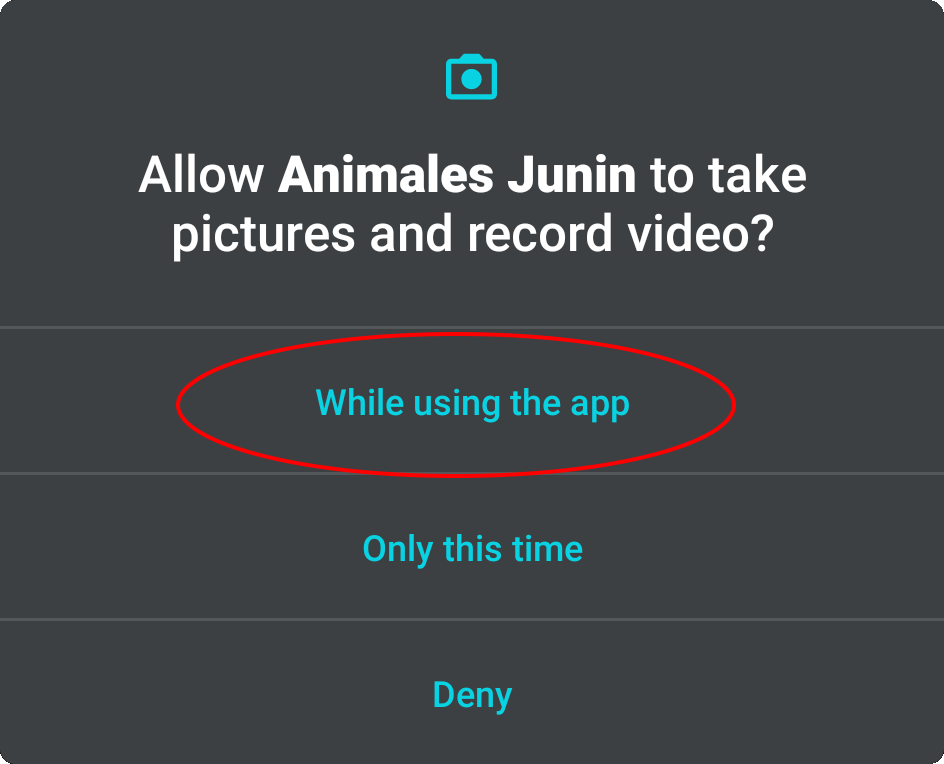 Allow Animales Junin to take
pictures and record video?
While using the app
Only this time
Deny